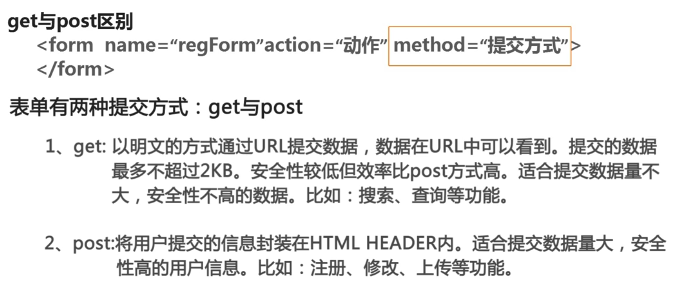 get与post区别
<form name=“regForm”action=“动作” method=“提交方式”>
</form>
表单有两种提交方式：get与post
1、get: 以明文的方式通过URL提交数据，数据在URL中可以看到。提交的数据
最多不超过2KB。安全性较低但效率比post方式高。适合提交数据量不
大，安全性不高的数据。比如：搜索、查询等功能。
2、post:将用户提交的信息封装在HTML HEADER内。适合提交数据量大，安全
性高的用户信息。比如：注册、修改、上传等功能。